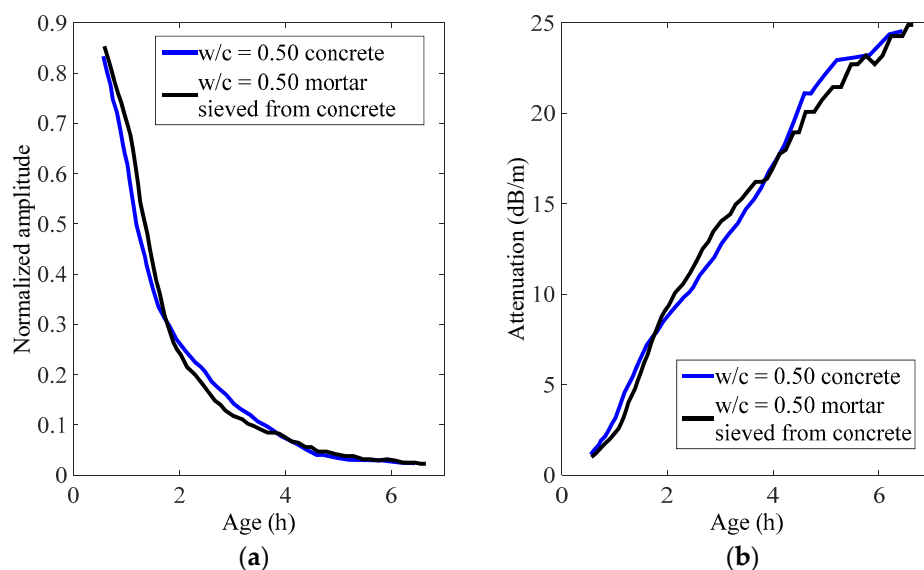 0.9
0.8
0.7
0.6
0.5
0.4
0.3
0.2
0.1
0
Normalized amplitude
w/c = 0.50 concrete
w/c = 0.50 mortar
sieved from concrete
0 2 4 6
Age (h)
(a)
25
20
15
10
5
0
Attenuation (dB/m)
w/c = 0.50 concrete
w/c = 0.50 mortar
sieved from concrete
0 2 4 6
Age (h)
(b)